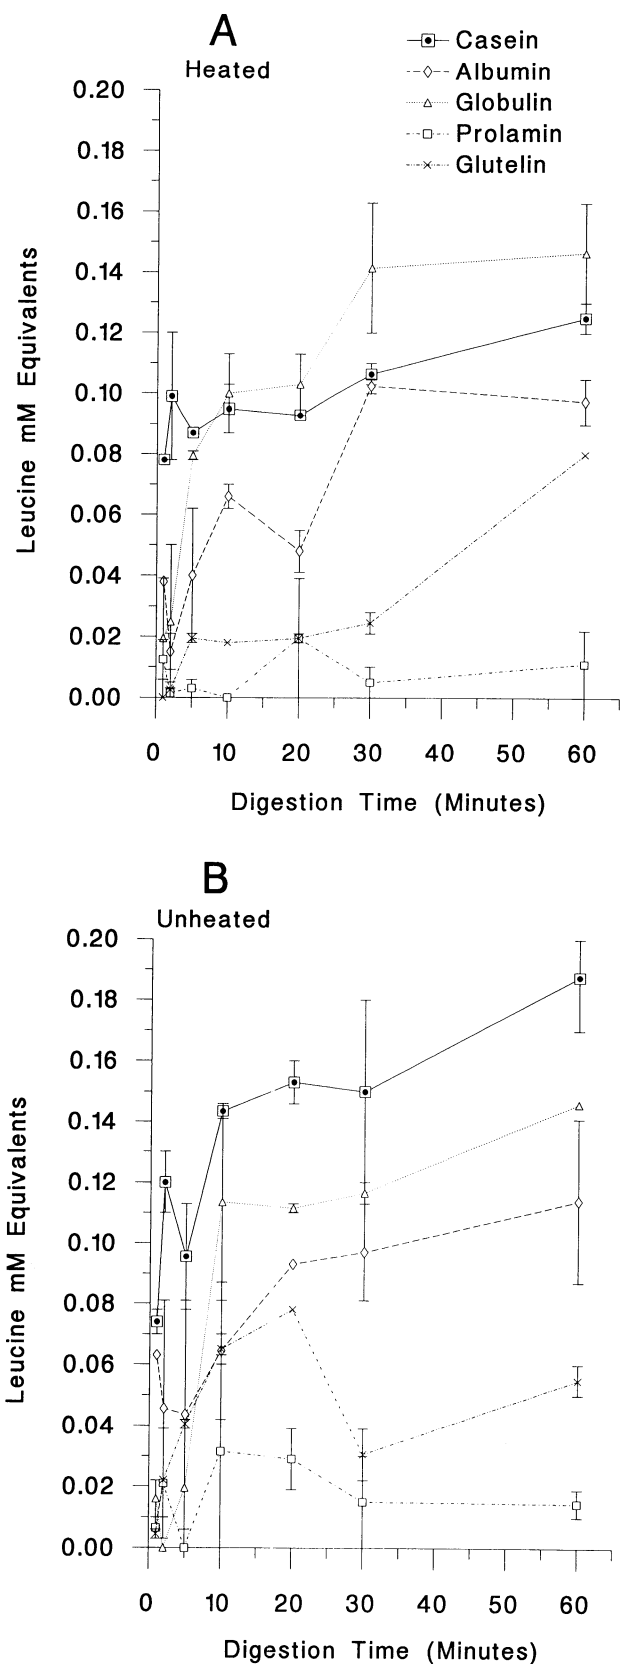 A
Heated
Casein
Albumin
Globulin
Prolamin
Glutelin
0.20
0.18
0.16
0.14
0.12
0.10
0.08
0.06
0.04
0.02
0.00
Leucine mM Equivalents
0 10 20 30 40 50 60
Digestion Time (Minutes)
B
Unheated
0.20
0.18
0.16
0.14
0.12
0.10
0.08
0.06
0.04
0.02
0.00
Leucine mM Equivalents
0 10 20 30 40 50 60
Digestion Time (Minutes)